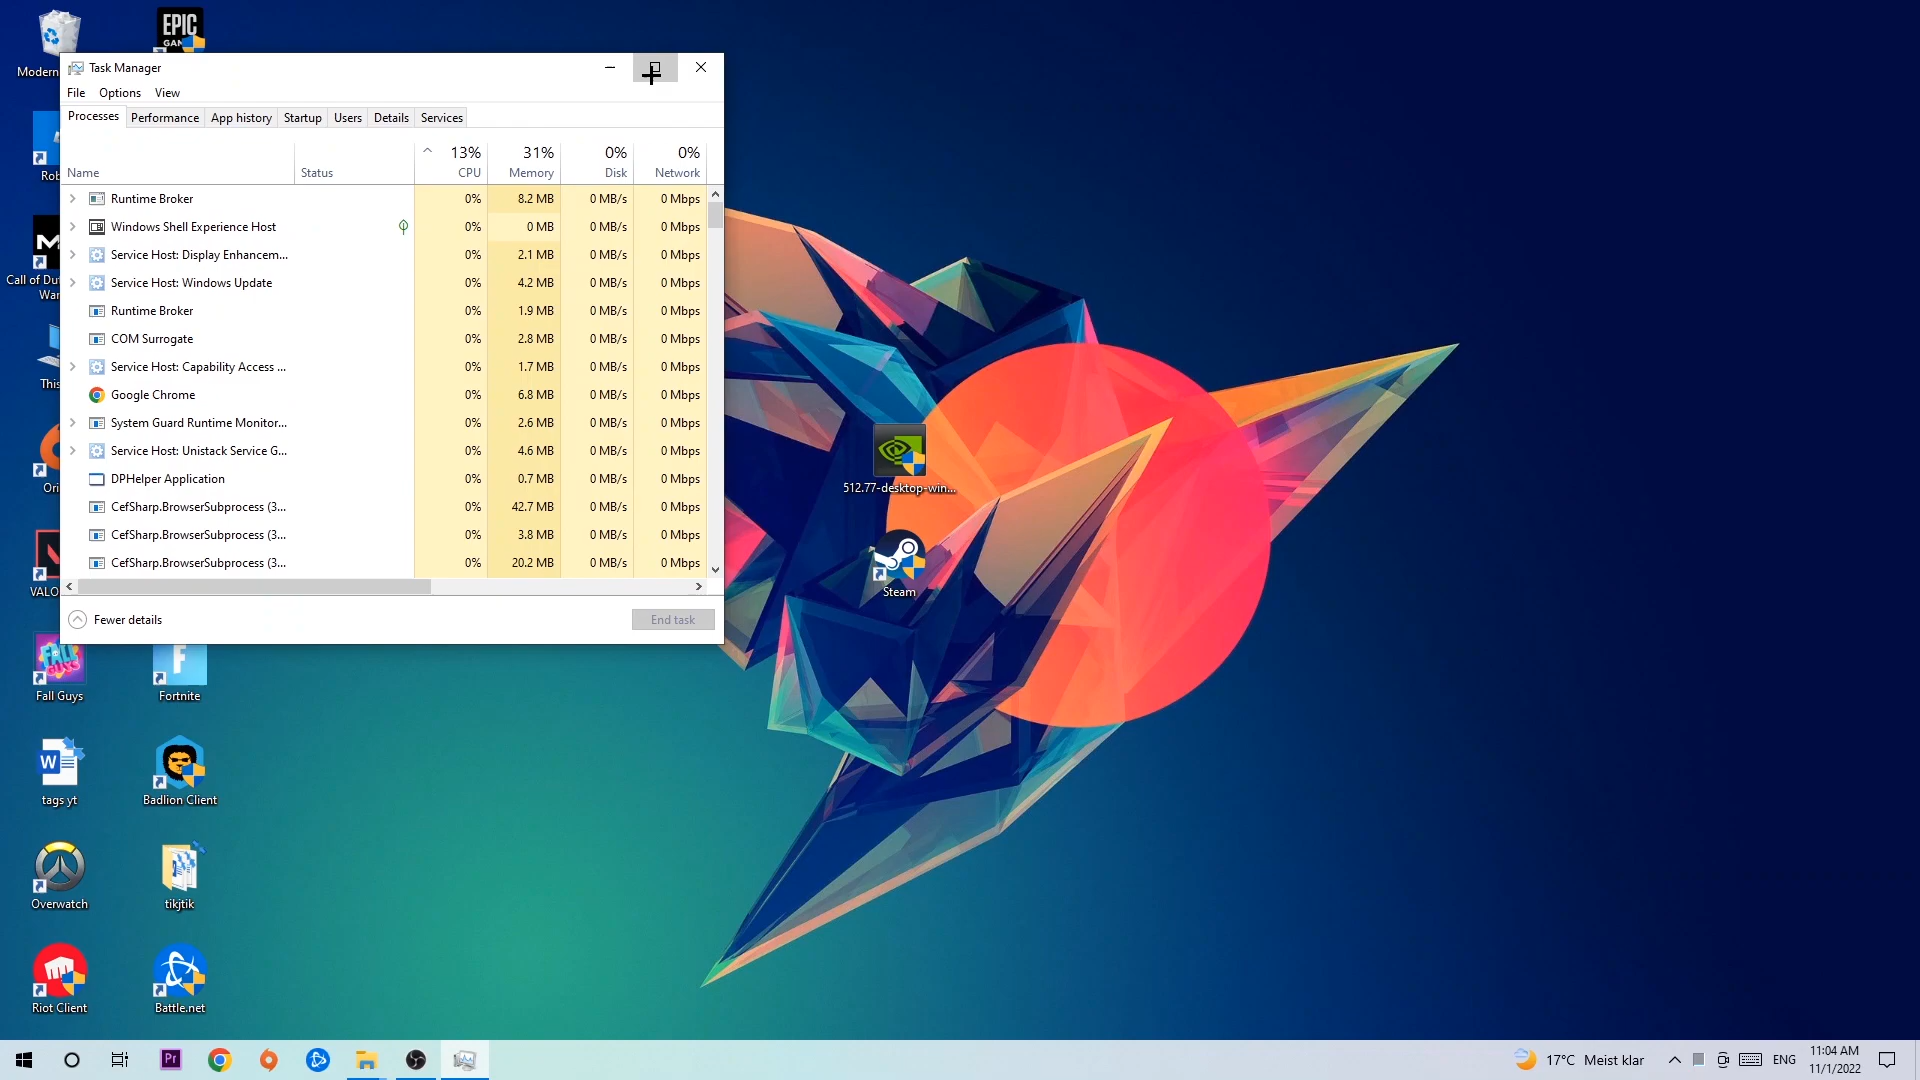 Modern
EPIC
GAM
Task Manager
File Options View
Processes Performance App history Startup Users Details Services
13% 31% 0% 0%
Name Status CPU Memory Disk Network
Runtime Broker 0% 8.2 MB 0 MB/s 0 Mbps
Windows Shell Experience Host 0% 0 MB 0 MB/s 0 Mbps
Service Host: Display Enhancem... 0% 2.1 MB 0 MB/s 0 Mbps
Service Host: Windows Update 0% 4.2 MB 0 MB/s 0 Mbps
Runtime Broker 0% 1.9 MB 0 MB/s 0 Mbps
COM Surrogate 0% 2.8 MB 0 MB/s 0 Mbps
Service Host: Capability Access ... 0% 1.7 MB 0 MB/s 0 Mbps
Google Chrome 0% 6.8 MB 0 MB/s 0 Mbps
System Guard Runtime Monitor... 0% 2.6 MB 0 MB/s 0 Mbps
Service Host: Unistack Service G... 0% 4.6 MB 0 MB/s 0 Mbps
DPHelper Application 0% 0.7 MB 0 MB/s 0 Mbps
CefSharp.BrowserSubprocess (3... 0% 42.7 MB 0 MB/s 0 Mbps
CefSharp.BrowserSubprocess (3... 0% 3.8 MB 0 MB/s 0 Mbps
CefSharp.BrowserSubprocess (3... 0% 20.2 MB 0 MB/s 0 Mbps
Fewer details End task
Rob
M
Call of Du
War
This
Ori
VALO
512.77-desktop-win...
Steam
FALL
GUYS
Fall Guys
F
Fortnite
W
tags yt
Badlion Client
Overwatch
tikjtik
Riot Client
Battle.net
Pr
17°C Meist klar
ENG
11:04 AM
11/1/2022